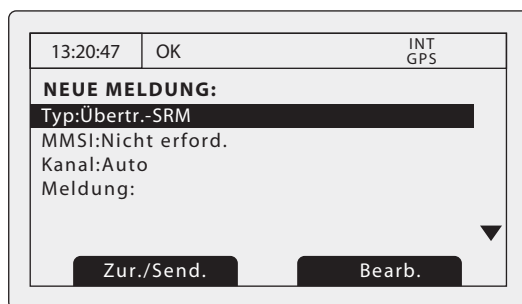 13:20:47 OK INT
GPS
NEUE MELDUNG:
Typ:Übertr.-SRM
MMSI:Nicht erford.
Kanal:Auto
Meldung:
Zur./Send. Bearb.